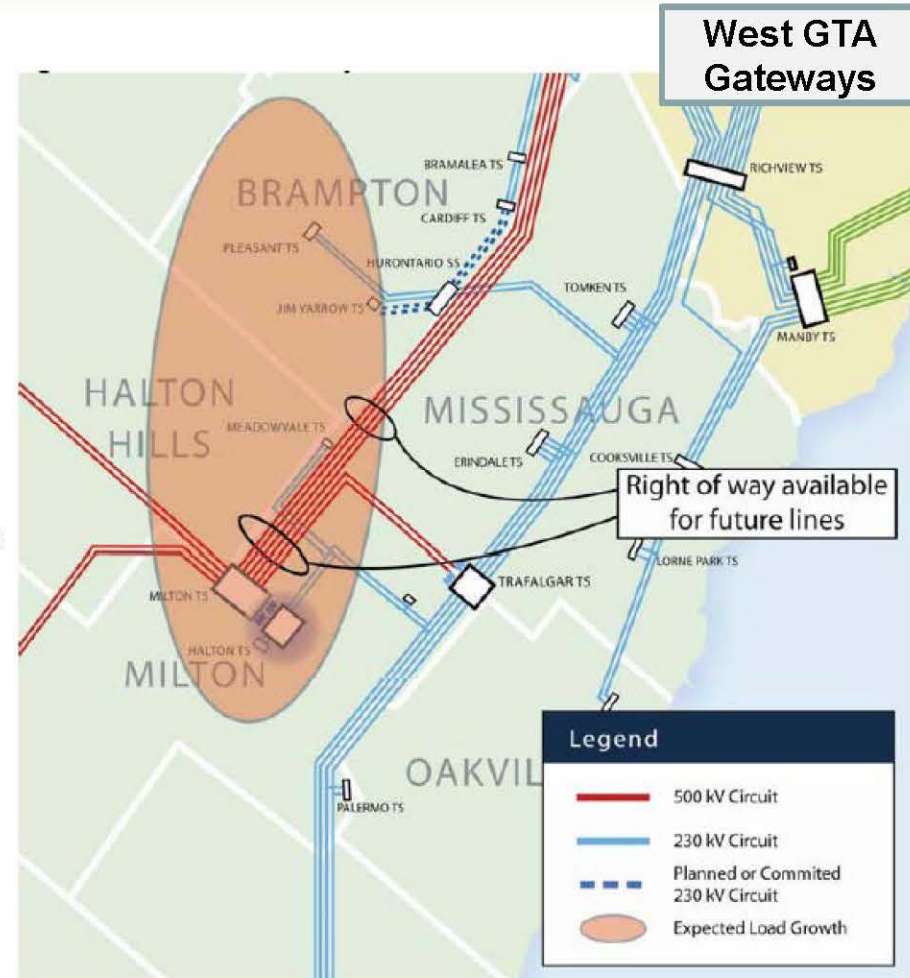 West GTA
Gateways
BRAMALEA TS
RICHVIEW TS
BRAMPTON
CARDIFF TS
PLEASANT TS
HURONTARIO SS
JIM YARROW TS
TOMKEN TS
MANBY TS
HALTON
HILLS
MISSISSAUGA
MEADOWVALE TS
ERINDALE TS
COOKSVILLE TS
Right of way available
for future lines
LORNE PARK TS
TRAFALGAR TS
MILTON TS
HALTON TS
MILTON
OAKVIL
PALERMO TS
Legend
500 kV Circuit
230 kV Circuit
Planned or Commited
230 kV Circuit
Expected Load Growth